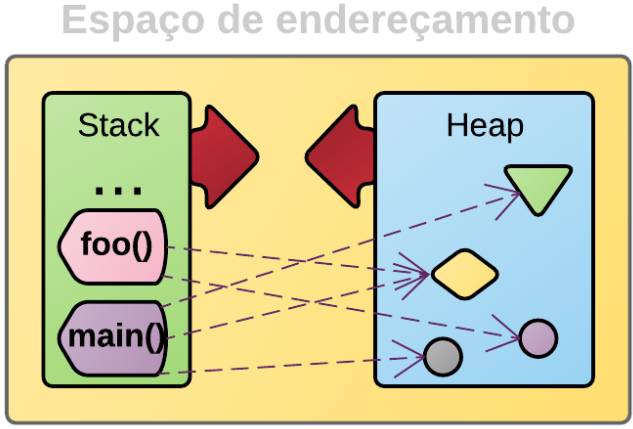 Espaço de endereçamento
Stack
Heap
...
foo()
main()